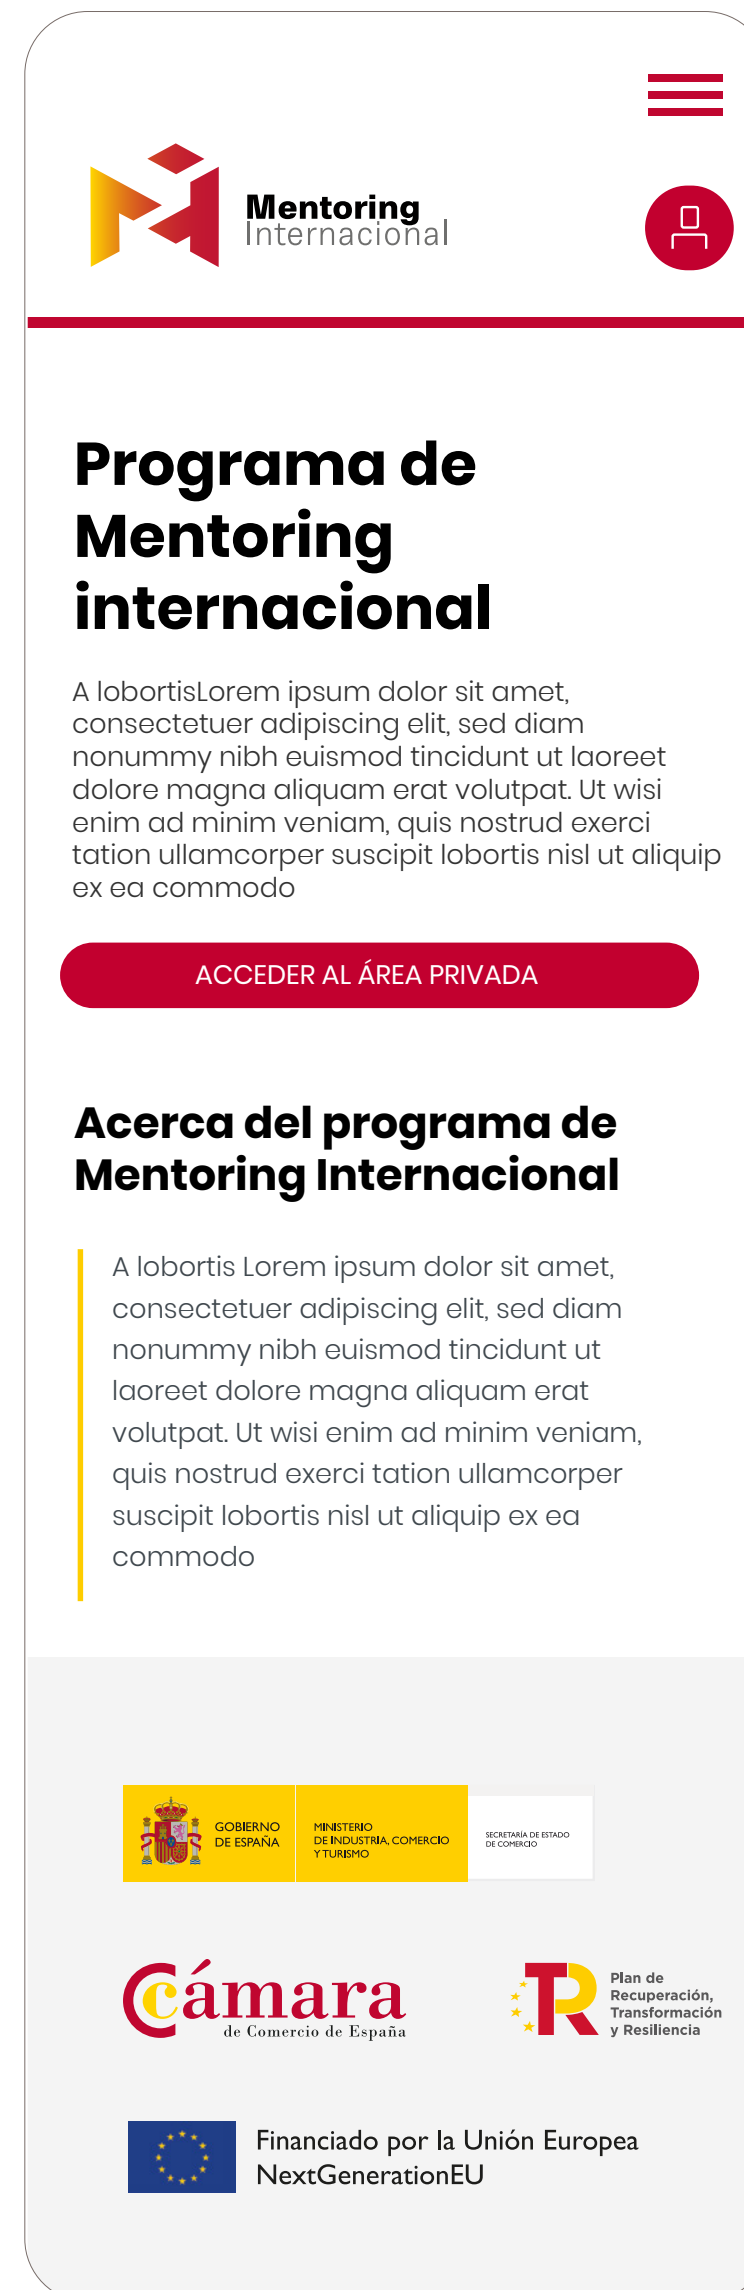 Mentoring
Internacional
Programa de
Mentoring
internacional
A lobortisLorem ipsum dolor sit amet,
consectetuer adipiscing elit, sed diam
nonummy nibh euismod tincidunt ut laoreet
dolore magna aliquam erat volutpat. Ut wisi
enim ad minim veniam, quis nostrud exerci
tation ullamcorper suscipit lobortis nisl ut aliquip
ex ea commodo
ACCEDER AL ÁREA PRIVADA
Acerca del programa de
Mentoring Internacional
A lobortis Lorem ipsum dolor sit amet,
consectetuer adipiscing elit, sed diam
nonummy nibh euismod tincidunt ut
laoreet dolore magna aliquam erat
volutpat. Ut wisi enim ad minim veniam,
quis nostrud exerci tation ullamcorper
suscipit lobortis nisl ut aliquip ex ea
commodo
GOBIERNO
DE ESPAÑA
MINISTERIO
DE INDUSTRIA, COMERCIO
Y TURISMO
SECRETARÍA DE ESTADO
DE COMERCIO
Cámara
de Comercio de España
Plan de
Recuperación,
Transformación
y Resiliencia
Financiado por la Unión Europea
NextGenerationEU